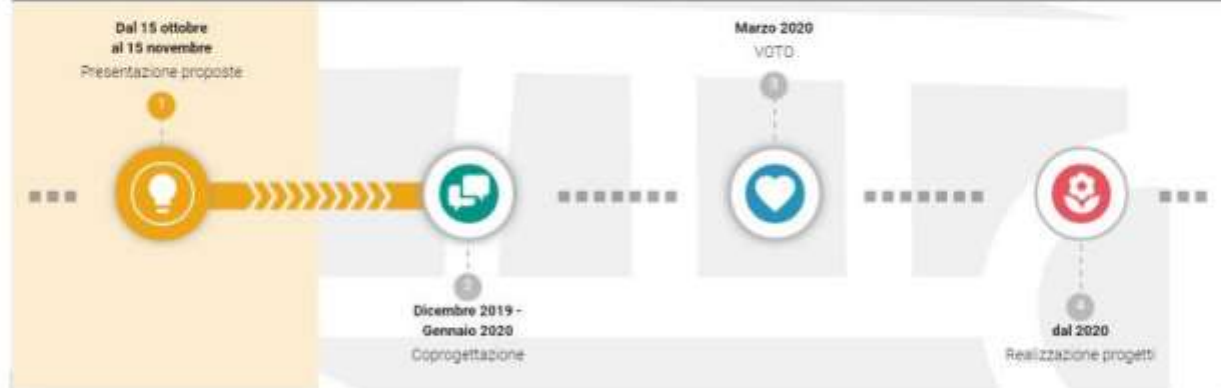 Dal 15 ottobre
al 15 novembre
Presentazione proposte
1
Marzo 2020
VOTO
3
2
Dicembre 2019 -
Gennaio 2020
Coprogettazione
4
dal 2020
Realizzazione progetti